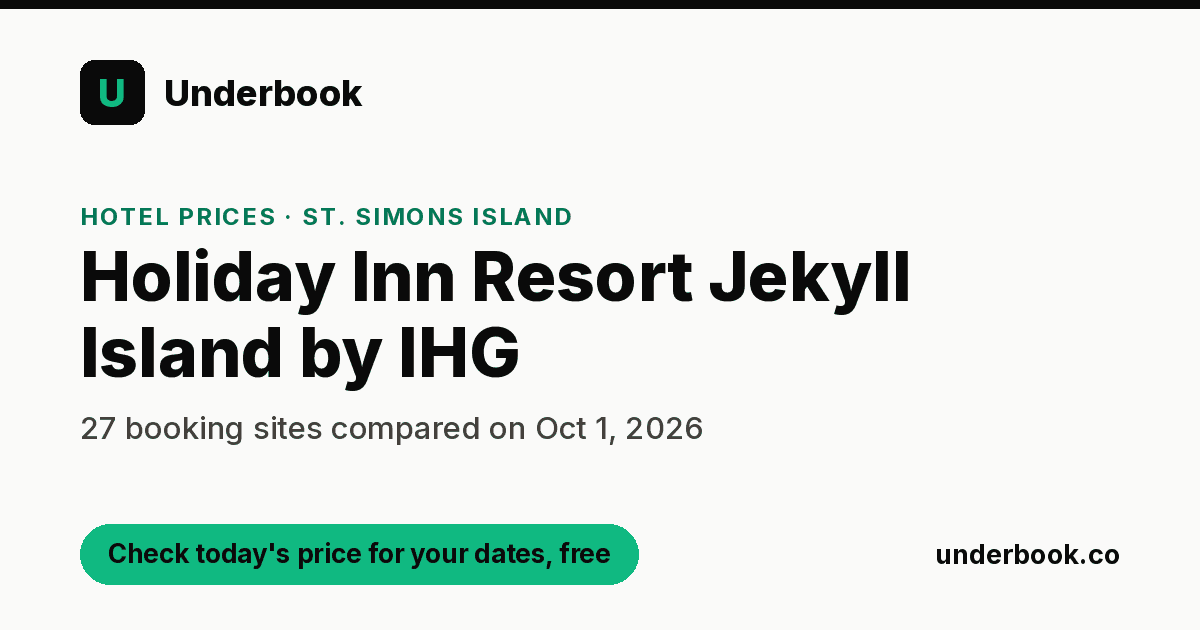 U
Underbook
HOTEL PRICES · ST. SIMONS ISLAND
Holiday Inn Resort Jekyll
Island by IHG
27 booking sites compared on Oct 1, 2026
Check today's price for your dates, free
underbook.co